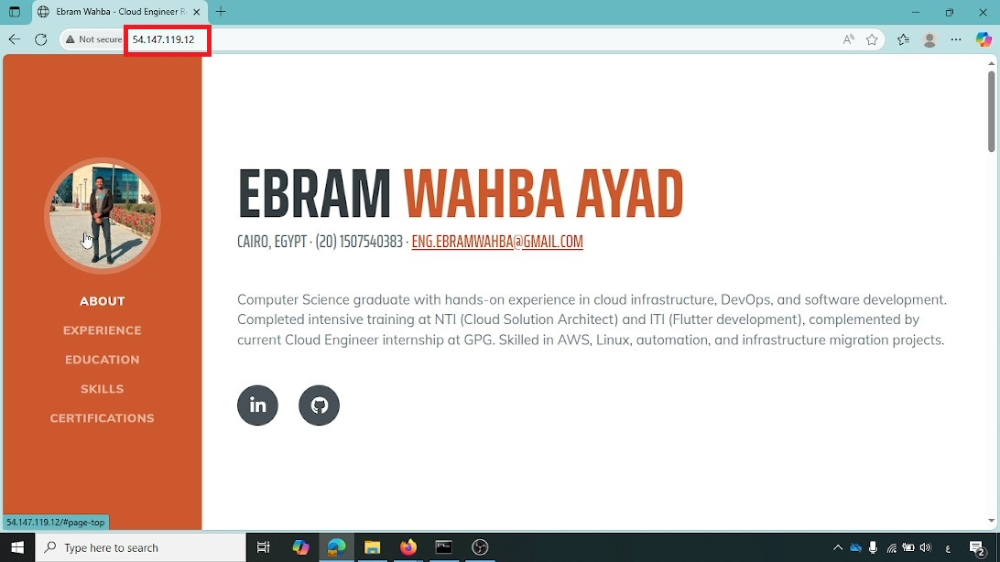 Ebram Wahba - Cloud Engineer R
Not secure
54.147.119.12
EBRAM WAHBA AYAD
CAIRO, EGYPT · (20) 1507540383 · ENG.EBRAMWAHBA@GMAIL.COM
Computer Science graduate with hands-on experience in cloud infrastructure, DevOps, and software development.
Completed intensive training at NTI (Cloud Solution Architect) and ITI (Flutter development), complemented by
current Cloud Engineer internship at GPG. Skilled in AWS, Linux, automation, and infrastructure migration projects.
in
ABOUT
EXPERIENCE
EDUCATION
SKILLS
CERTIFICATIONS
54.147.119.12/#page-top
Type here to search
ع
2